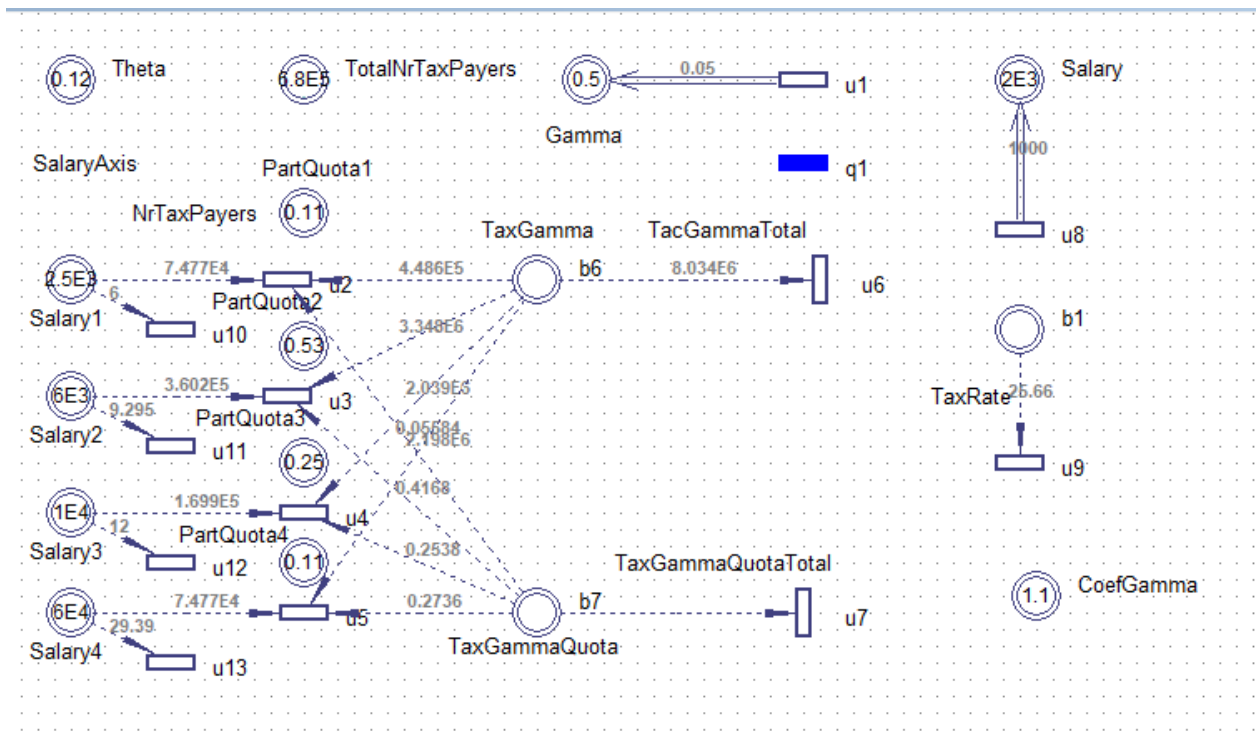 0.12 Theta
6.8E5 TotalNrTaxPayers
0.5
0.05
u1
2E3 Salary
Gamma
1000
SalaryAxis
PartQuota1
q1
NrTaxPayers
0.11
TaxGamma
TacGammaTotal
u8
2.5E3
7.477E4
u2
4.486E5
b6
8.034E6
u6
6
PartQuota2
Salary1
u10
0.53
3.348E6
b1
6E3
3.602E5
u3
2.039E6
TaxRate
25.66
9.295
PartQuota3
0.05584
2.198E6
Salary2
u11
0.25
u9
0.4168
1E4
1.699E5
u4
12
PartQuota4
Salary3
u12
0.11
0.2538
TaxGammaQuotaTotal
1.1 CoefGamma
6E4
7.477E4
u5
0.2736
b7
u7
29.39
Salary4
TaxGammaQuota
u13